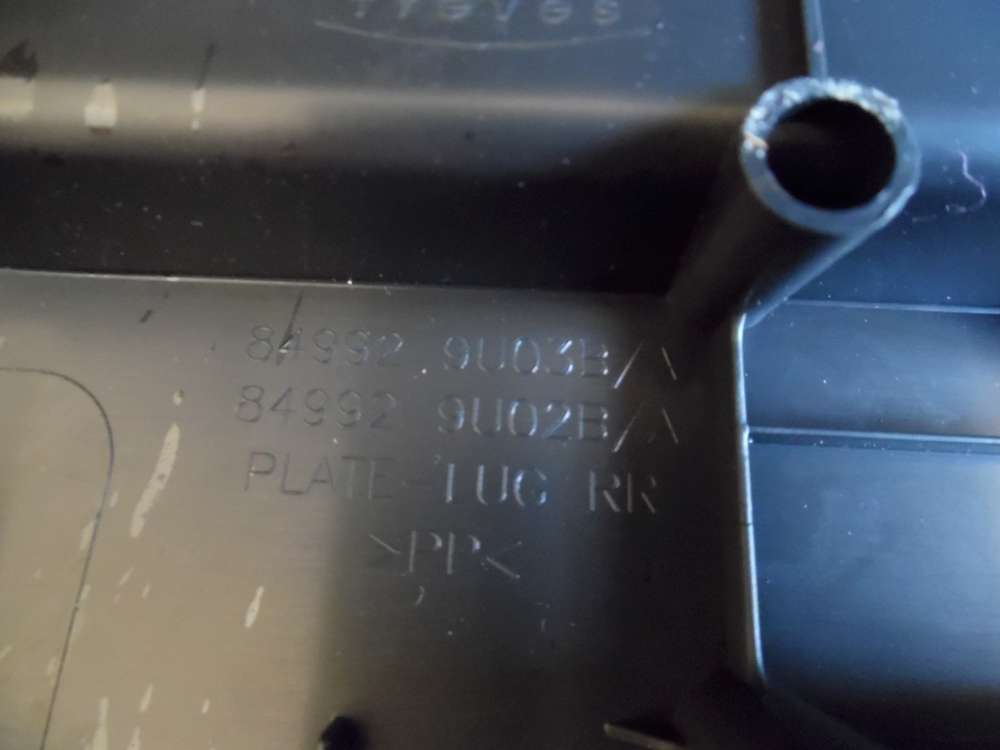 84992 9U03B/A
84992 9U02B/A
PLATE-LUG RR
>PP<